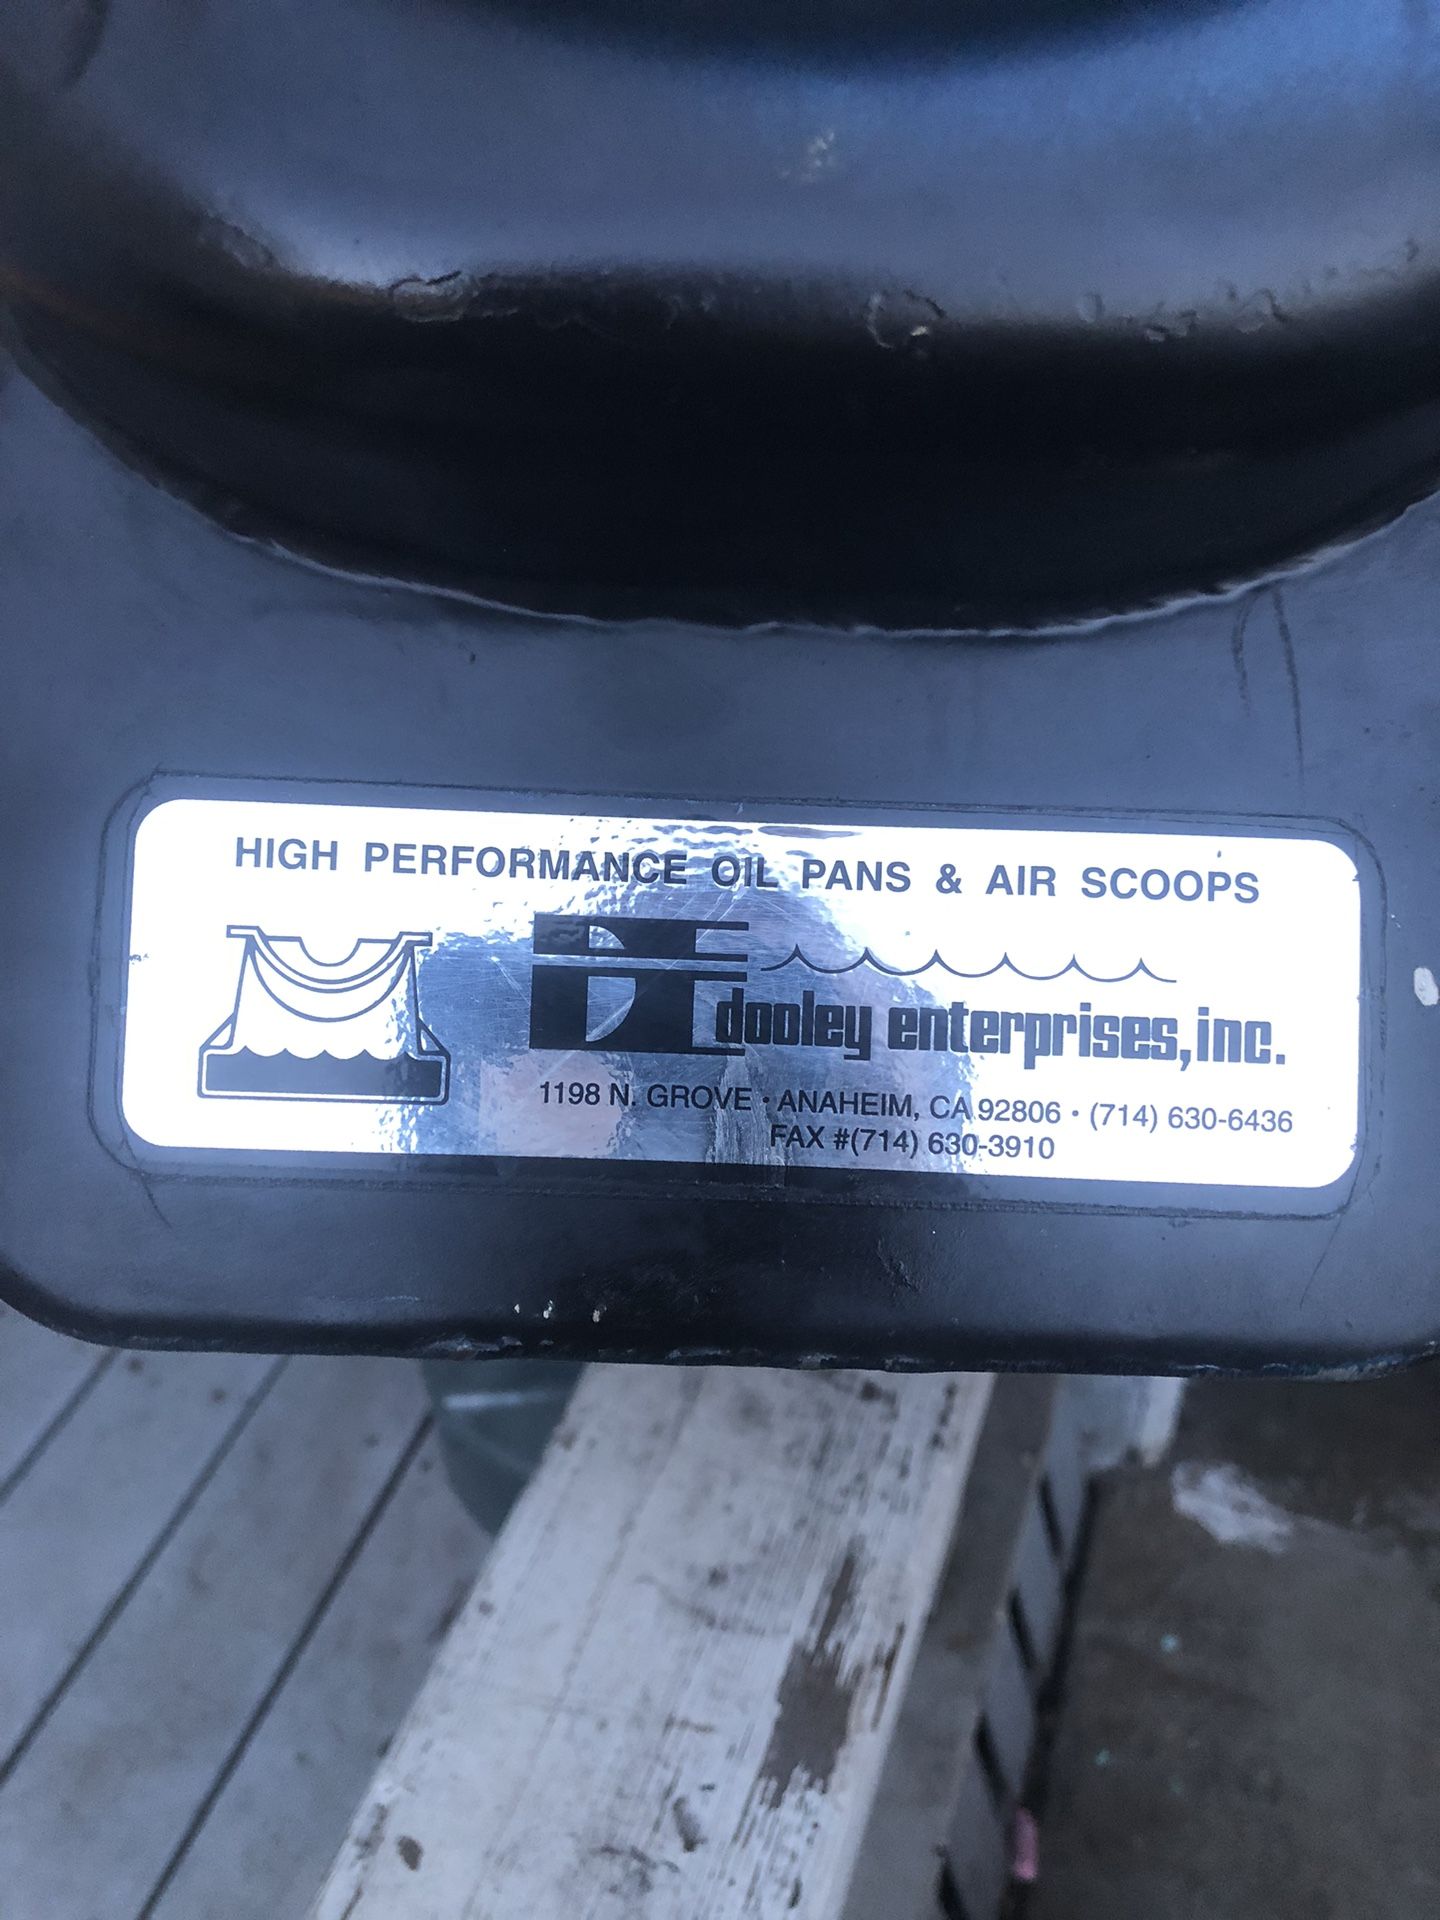 HIGH PERFORMANCE OIL PANS & AIR SCOOPS
DE
dooley enterprises, inc.
1198 N. GROVE · ANAHEIM, CA 92806 · (714) 630-6436
FAX #(714) 630-3910